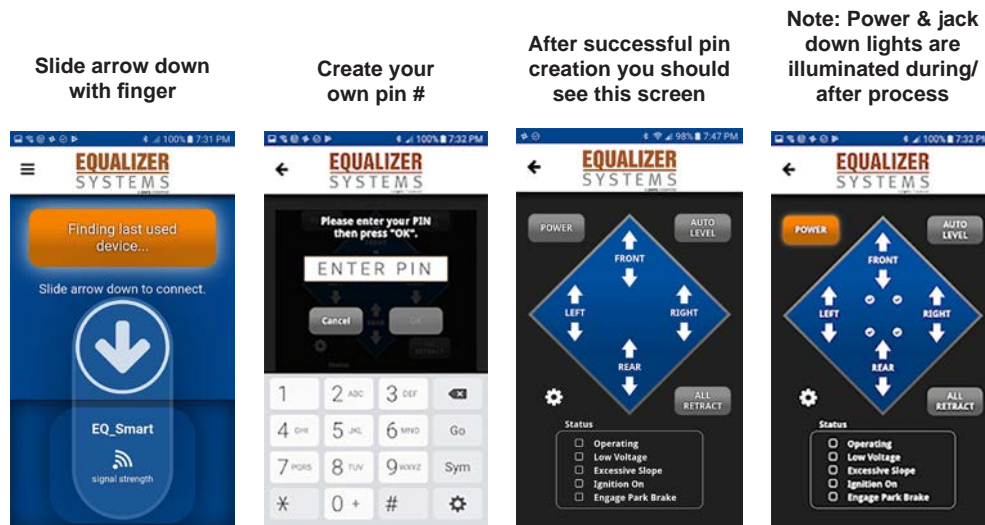 Slide arrow down
with finger
7:31 PM
100%
EQUALIZER
SYSTEMS
Finding last used
device...
Slide arrow down to connect.
EQ_Smart
signal strength
Create your
own pin #
100% 7:32 PM
EQUALIZER
SYSTEMS
Please enter your PIN
then press "OK".
ENTER PIN
Cancel
OK
ALL
RETRACT
Status
1 2 ABC 3 DEF
4 GHI 5 JKL 6 MNO Go
7 PQRS 8 TUV 9 WXYZ Sym
* 0 + #
After successful pin
creation you should
see this screen
98% 7:47 PM
EQUALIZER
SYSTEMS
POWER
AUTO
LEVEL
FRONT
LEFT RIGHT
REAR
ALL
RETRACT
Status
Operating
Low Voltage
Excessive Slope
Ignition On
Engage Park Brake
Note: Power & jack
down lights are
illuminated during/
after process
100% 7:32 PM
EQUALIZER
SYSTEMS
POWER
AUTO
LEVEL
FRONT
LEFT RIGHT
REAR
ALL
RETRACT
Status
Operating
Low Voltage
Excessive Slope
Ignition On
Engage Park Brake